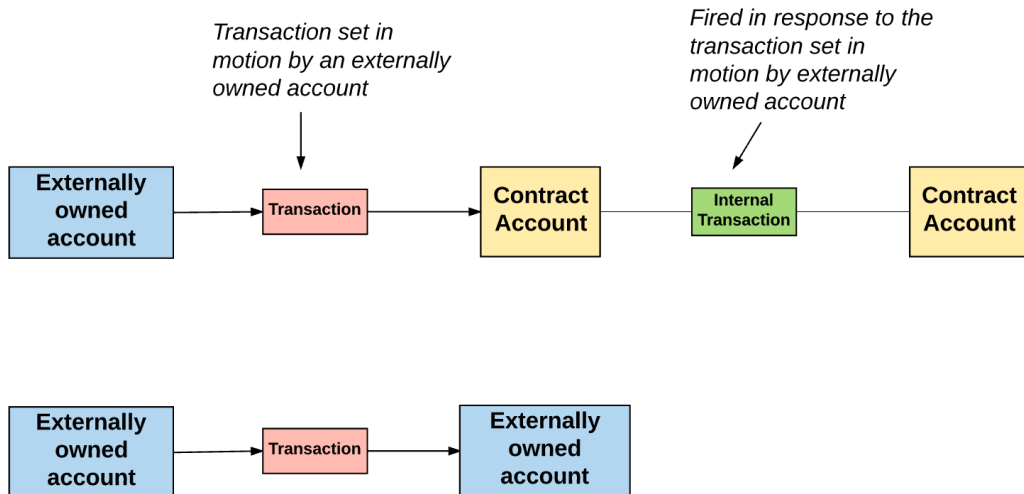 Transaction set in
motion by an externally
owned account
Fired in response to the
transaction set in
motion by externally
owned account
Externally
owned
account
Transaction
Contract
Account
Internal
Transaction
Contract
Account
Externally
owned
account
Transaction
Externally
owned
account